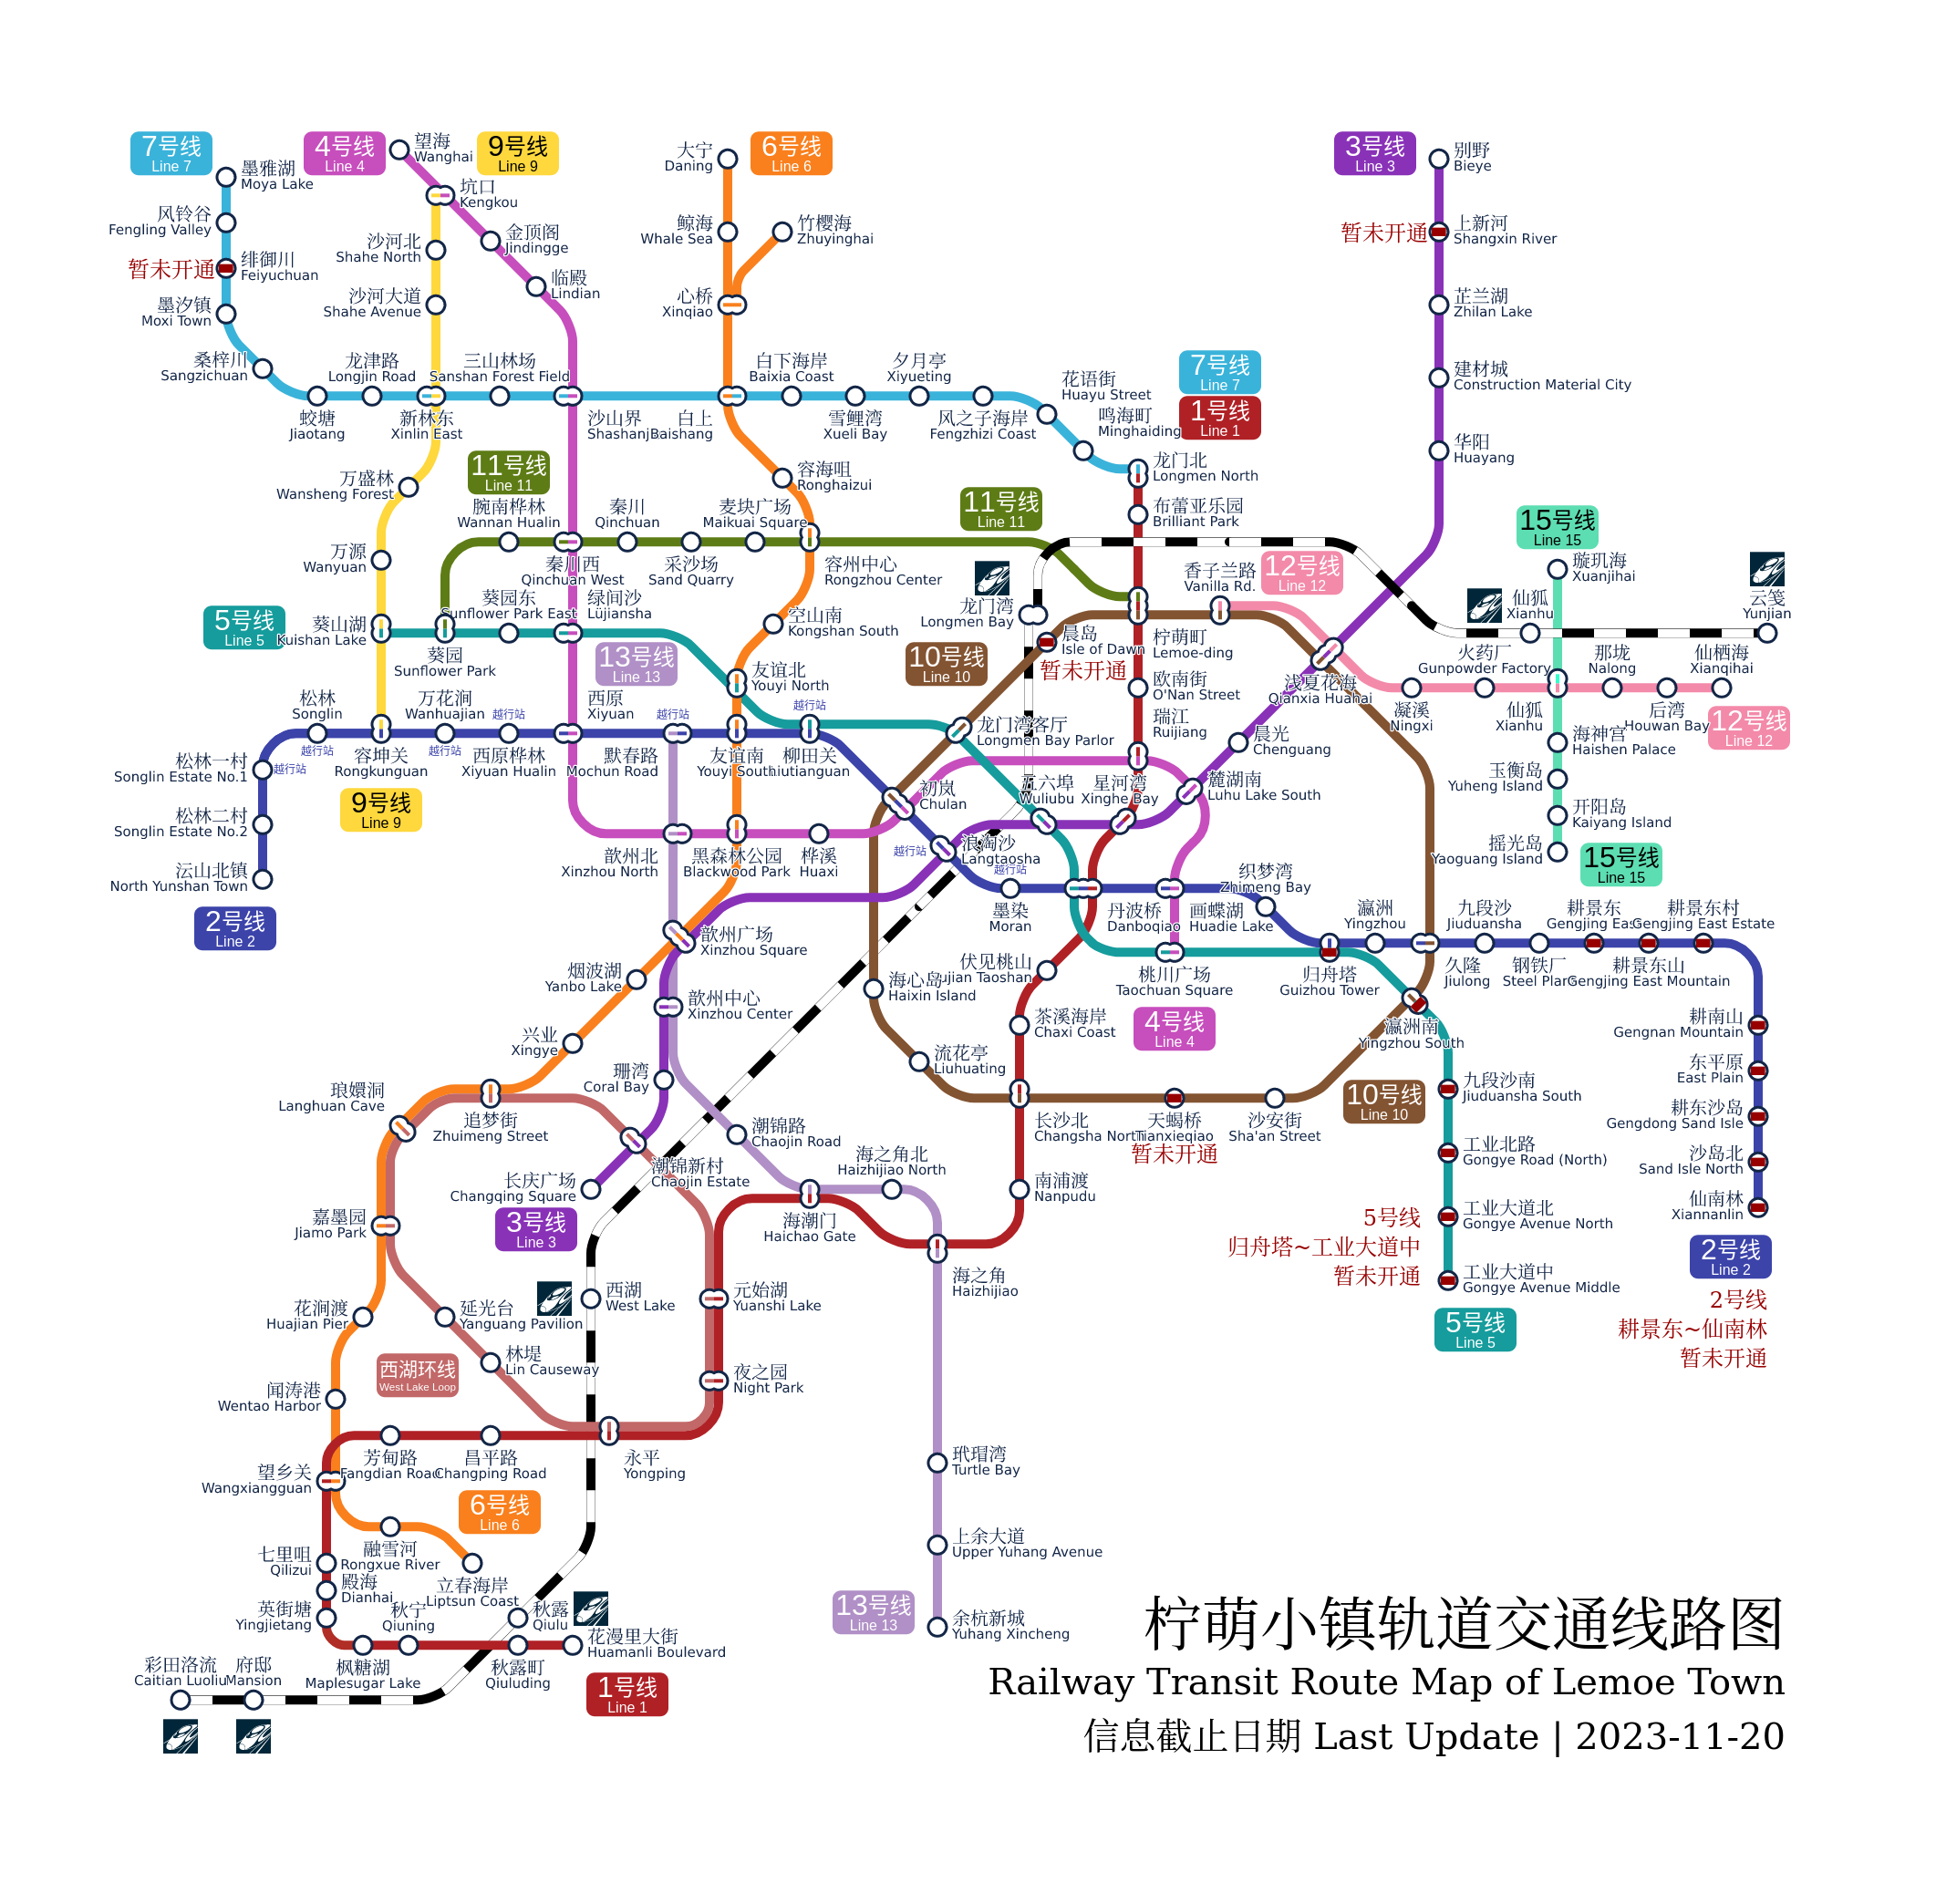 7号线
Line 7
4号线
Line 4
9号线
Line 9
6号线
Line 6
3号线
Line 3
墨雅湖
Moya Lake
望海
Wanghai
大宁
Daning
别野
Bieye
坑口
Kengkou
风铃谷
Fengling Valley
沙河北
Shahe North
金顶阁
Jindingge
鲸海
Whale Sea
竹樱海
Zhuyinghai
暂未开通
上新河
Shangxin River
暂未开通
绯御川
Feiyuchuan
临殿
Lindian
墨汐镇
Moxi Town
沙河大道
Shahe Avenue
心桥
Xinqiao
芷兰湖
Zhilan Lake
桑梓川
Sangzichuan
龙津路
Longjin Road
三山林场
Sanshan Forest Field
白下海岸
Baixia Coast
夕月亭
Xiyueting
花语街
Huayu Street
7号线
Line 7
建材城
Construction Material City
蛟塘
Jiaotang
新林东
Xinlin East
沙山界
Shashanj
白上
Baishang
雪鲤湾
Xueli Bay
风之子海岸
Fengzhizi Coast
鸣海町
Minghaiding
1号线
Line 1
华阳
Huayang
万盛林
Wansheng Forest
11号线
Line 11
容海咀
Ronghaizui
龙门北
Longmen North
腕南桦林
Wannan Hualin
秦川
Qinchuan
麦块广场
Maikuai Square
11号线
Line 11
布蕾亚乐园
Brilliant Park
15号线
Line 15
万源
Wanyuan
秦川西
Qinchuan West
采沙场
Sand Quarry
容州中心
Rongzhou Center
香子兰路
Vanilla Rd.
12号线
Line 12
璇玑海
Xuanjihai
云笺
Yunjian
5号线
Line 5
葵山湖
Kuishan Lake
葵园东
Sunflower Park East
绿间沙
Lüjiansha
空山南
Kongshan South
龙门湾
Longmen Bay
仙狐
Xianhu
葵园
Sunflower Park
13号线
Line 13
友谊北
Youyi North
10号线
Line 10
晨岛
Isle of Dawn
暂未开通
柠萌町
Lemoe-ding
火药厂
Gunpowder Factory
那垅
Nalong
仙栖海
Xianqihai
松林
Songlin
万花涧
Wanhuajian
越行站
西原
Xiyuan
越行站
越行站
欧南街
O'Nan Street
浅夏花海
Qianxia Huahai
凝溪
Ningxi
仙狐
Xianhu
后湾
Houwan Bay
12号线
Line 12
松林一村
Songlin Estate No.1
越行站
越行站
容坤关
Rongkunguan
越行站
西原桦林
Xiyuan Hualin
默春路
Mochun Road
友谊南
Youyi South
柳田关
iutianguan
龙门湾客厅
Longmen Bay Parlor
瑞江
Ruijiang
晨光
Chenguang
海神宫
Haishen Palace
松林二村
Songlin Estate No.2
9号线
Line 9
初岚
Chulan
五六埠
Wuliubu
星河湾
Xinghe Bay
麓湖南
Luhu Lake South
玉衡岛
Yuheng Island
开阳岛
Kaiyang Island
沄山北镇
North Yunshan Town
歆州北
Xinzhou North
黑森林公园
Blackwood Park
桦溪
Huaxi
越行站
浪淘沙
Langtaosha
越行站
摇光岛
Yaoguang Island
15号线
Line 15
2号线
Line 2
墨染
Moran
丹波桥
Danboqiao
画蝶湖
Huadie Lake
织梦湾
Zhimeng Bay
瀛洲
Yingzhou
九段沙
Jiuduansha
耕景东
Gengjing Eas
耕景东村
Gengjing East Estate
歆州广场
Xinzhou Square
烟波湖
Yanbo Lake
海心岛
Haixin Island
伏见桃山
ujian Taoshan
桃川广场
Taochuan Square
归舟塔
Guizhou Tower
久隆
Jiulong
钢铁厂
Steel Plan
耕景东山
Gengjing East Mountain
歆州中心
Xinzhou Center
茶溪海岸
Chaxi Coast
4号线
Line 4
瀛洲南
Yingzhou South
耕南山
Gengnan Mountain
兴业
Xingye
珊湾
Coral Bay
流花亭
Liuhuating
东平原
East Plain
琅嬛洞
Langhuan Cave
追梦街
Zhuimeng Street
潮锦路
Chaojin Road
长沙北
Changsha North
天蝎桥
Tianxieqiao
暂未开通
沙安街
Sha'an Street
10号线
Line 10
九段沙南
Jiuduansha South
耕东沙岛
Gengdong Sand Isle
长庆广场
Changqing Square
潮锦新村
Chaojin Estate
海之角北
Haizhijiao North
南浦渡
Nanpudu
工业北路
Gongye Road (North)
沙岛北
Sand Isle North
嘉墨园
Jiamo Park
3号线
Line 3
海潮门
Haichao Gate
5号线
归舟塔~工业大道中
暂未开通
工业大道北
Gongye Avenue North
仙南林
Xiannanlin
2号线
Line 2
花涧渡
Huajian Pier
延光台
Yanguang Pavilion
西湖
West Lake
元始湖
Yuanshi Lake
海之角
Haizhijiao
工业大道中
Gongye Avenue Middle
5号线
Line 5
2号线
耕景东~仙南林
暂未开通
西湖环线
West Lake Loop
林堤
Lin Causeway
夜之园
Night Park
闻涛港
Wentao Harbor
芳甸路
Fangdian Road
昌平路
Changping Road
永平
Yongping
玳瑁湾
Turtle Bay
望乡关
Wangxiangguan
6号线
Line 6
七里咀
Qilizui
融雪河
Rongxue River
上余大道
Upper Yuhang Avenue
殿海
Dianhai
立春海岸
Liptsun Coast
英街塘
Yingjietang
秋宁
Qiuning
秋露
Qiulu
花漫里大街
Huamanli Boulevard
13号线
Line 13
余杭新城
Yuhang Xincheng
彩田洛流
Caitian Luoliu
府邸
Mansion
枫糖湖
Maplesugar Lake
秋露町
Qiuluding
1号线
Line 1
柠萌小镇轨道交通线路图
Railway Transit Route Map of Lemoe Town
信息截止日期 Last Update | 2023-11-20